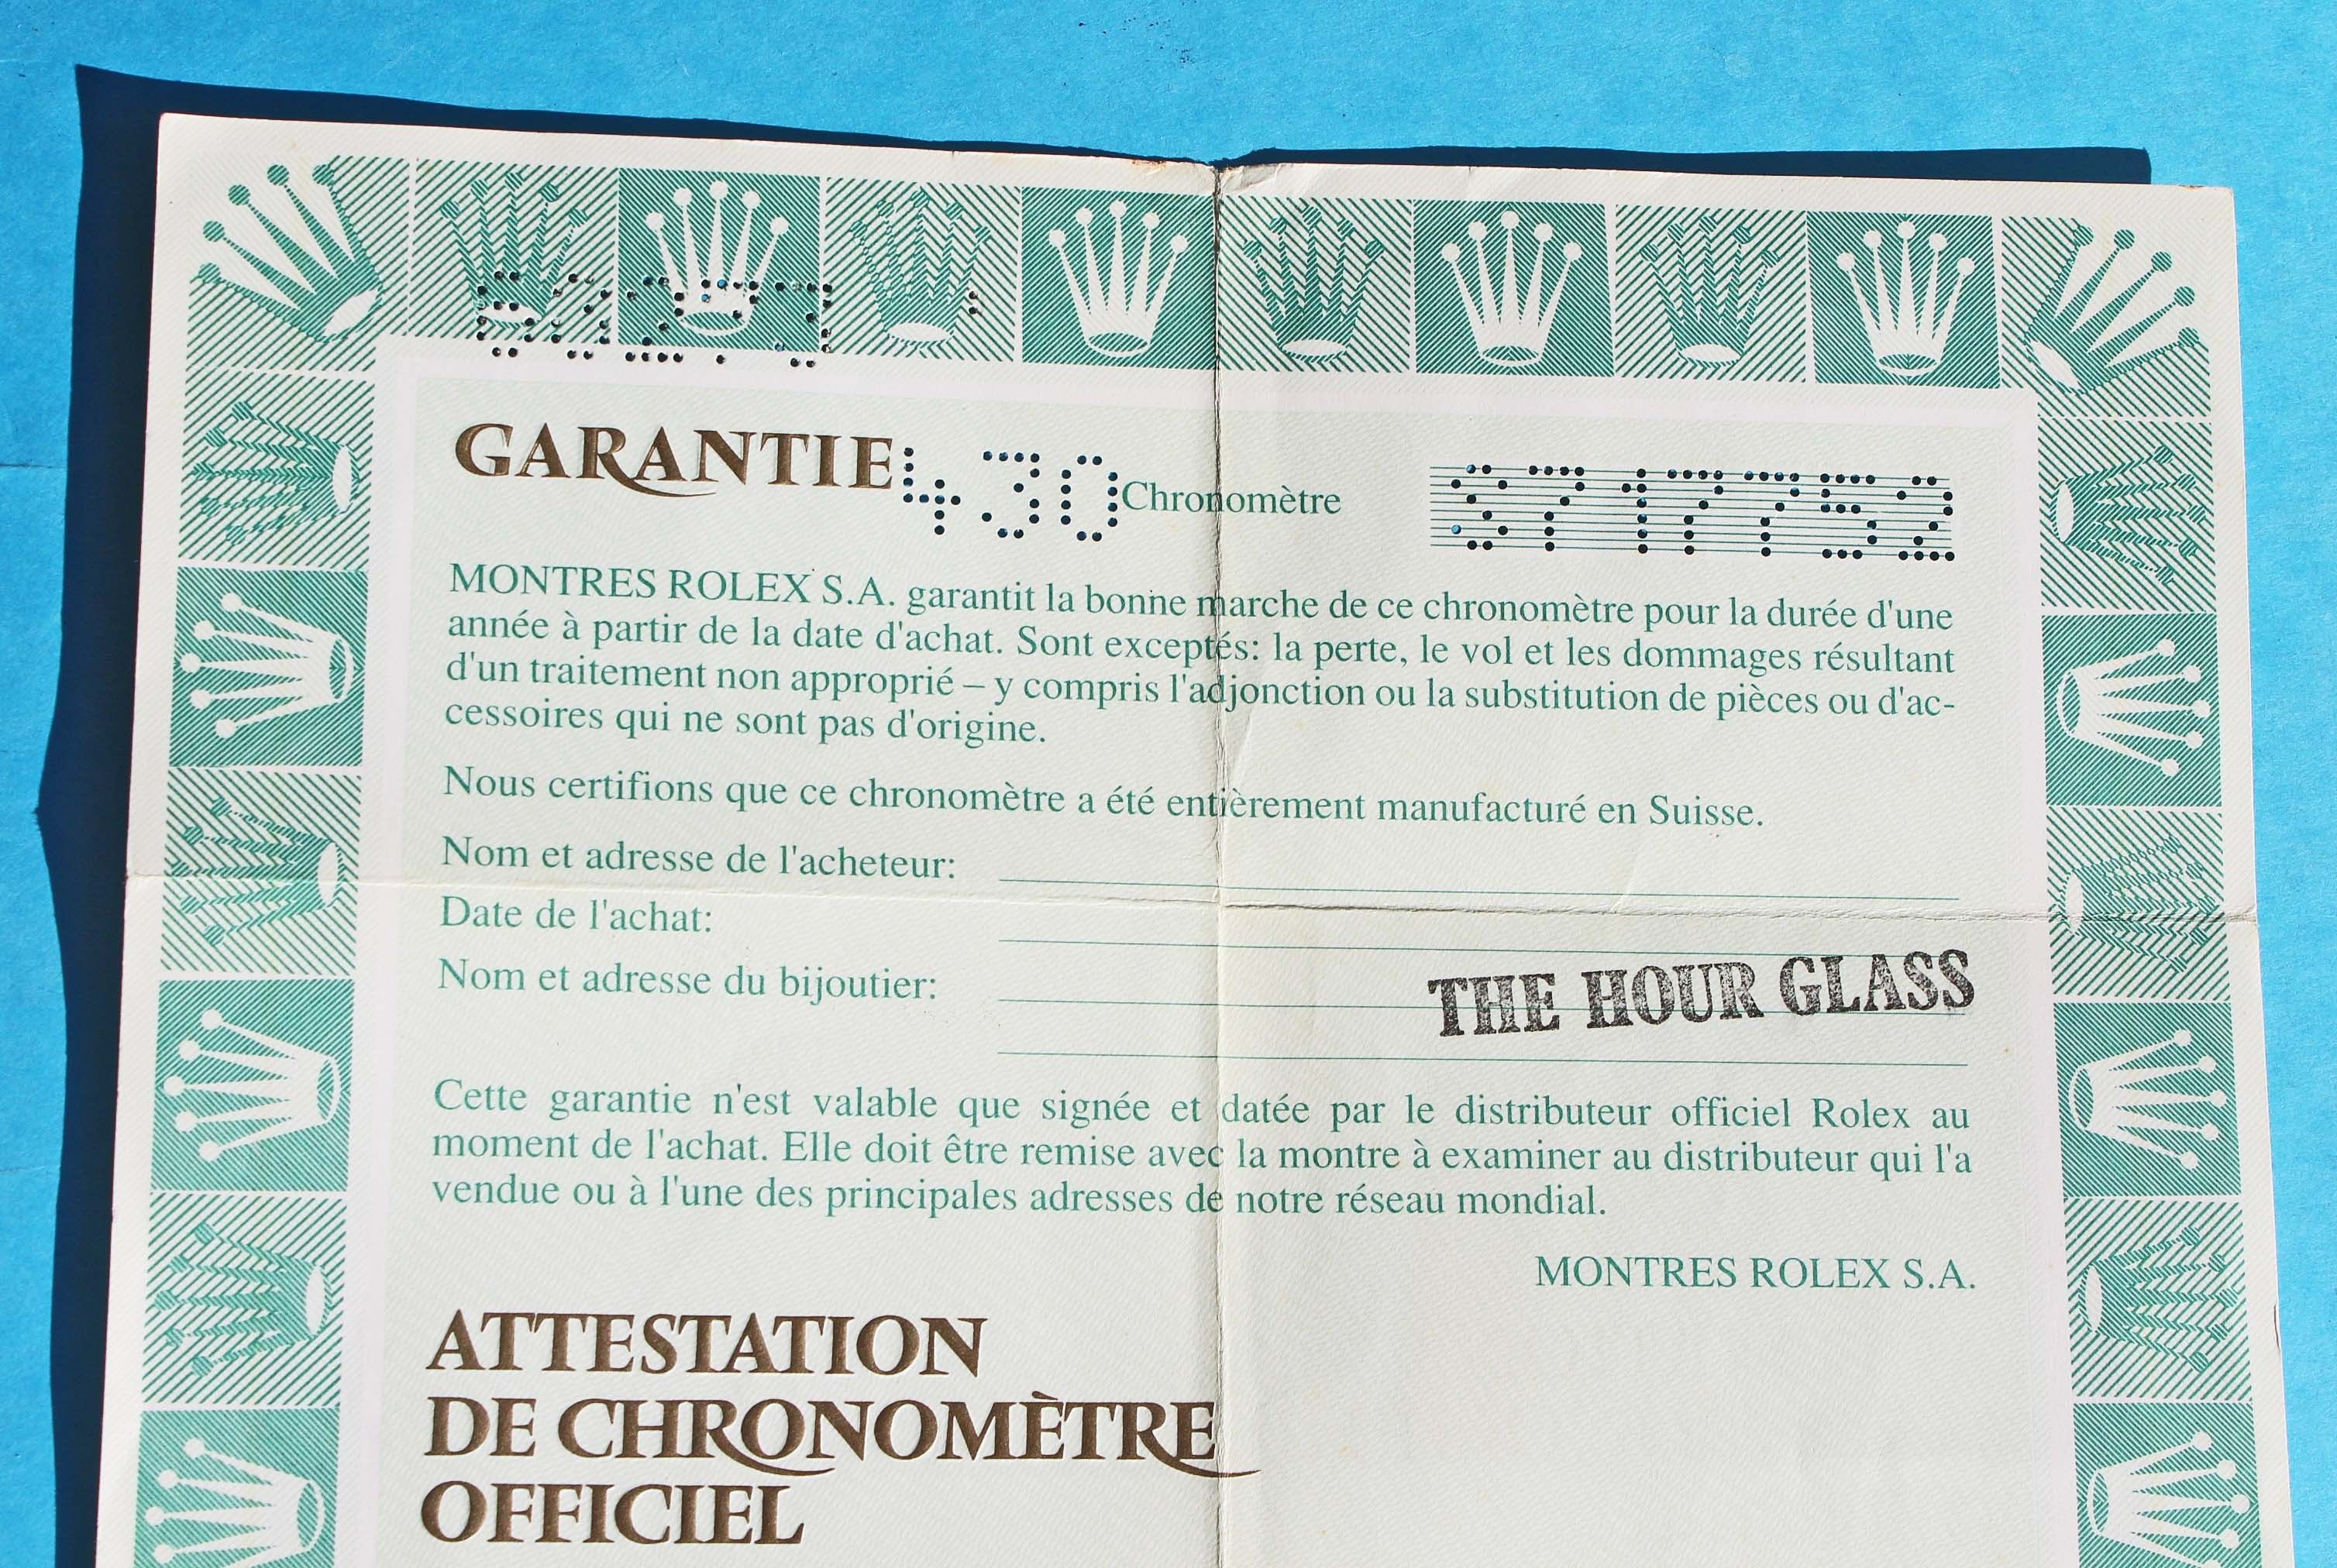 GARANTIE 430 Chronomètre S717752
MONTRES ROLEX S.A. garantit la bonne marche de ce chronomètre pour la durée d'une
année à partir de la date d'achat. Sont exceptés: la perte, le vol et les dommages résultant
d'un traitement non approprié – y compris l'adjonction ou la substitution de pièces ou d'ac-
cessoires qui ne sont pas d'origine.
Nous certifions que ce chronomètre a été entièrement manufacturé en Suisse.
Nom et adresse de l'acheteur:
Date de l'achat:
Nom et adresse du bijoutier: THE HOUR GLASS
Cette garantie n'est valable que signée et datée par le distributeur officiel Rolex au
moment de l'achat. Elle doit être remise avec la montre à examiner au distributeur qui l'a
vendue ou à l'une des principales adresses de notre réseau mondial.
MONTRES ROLEX S.A.
ATTESTATION
DE CHRONOMÈTRE
OFFICIEL